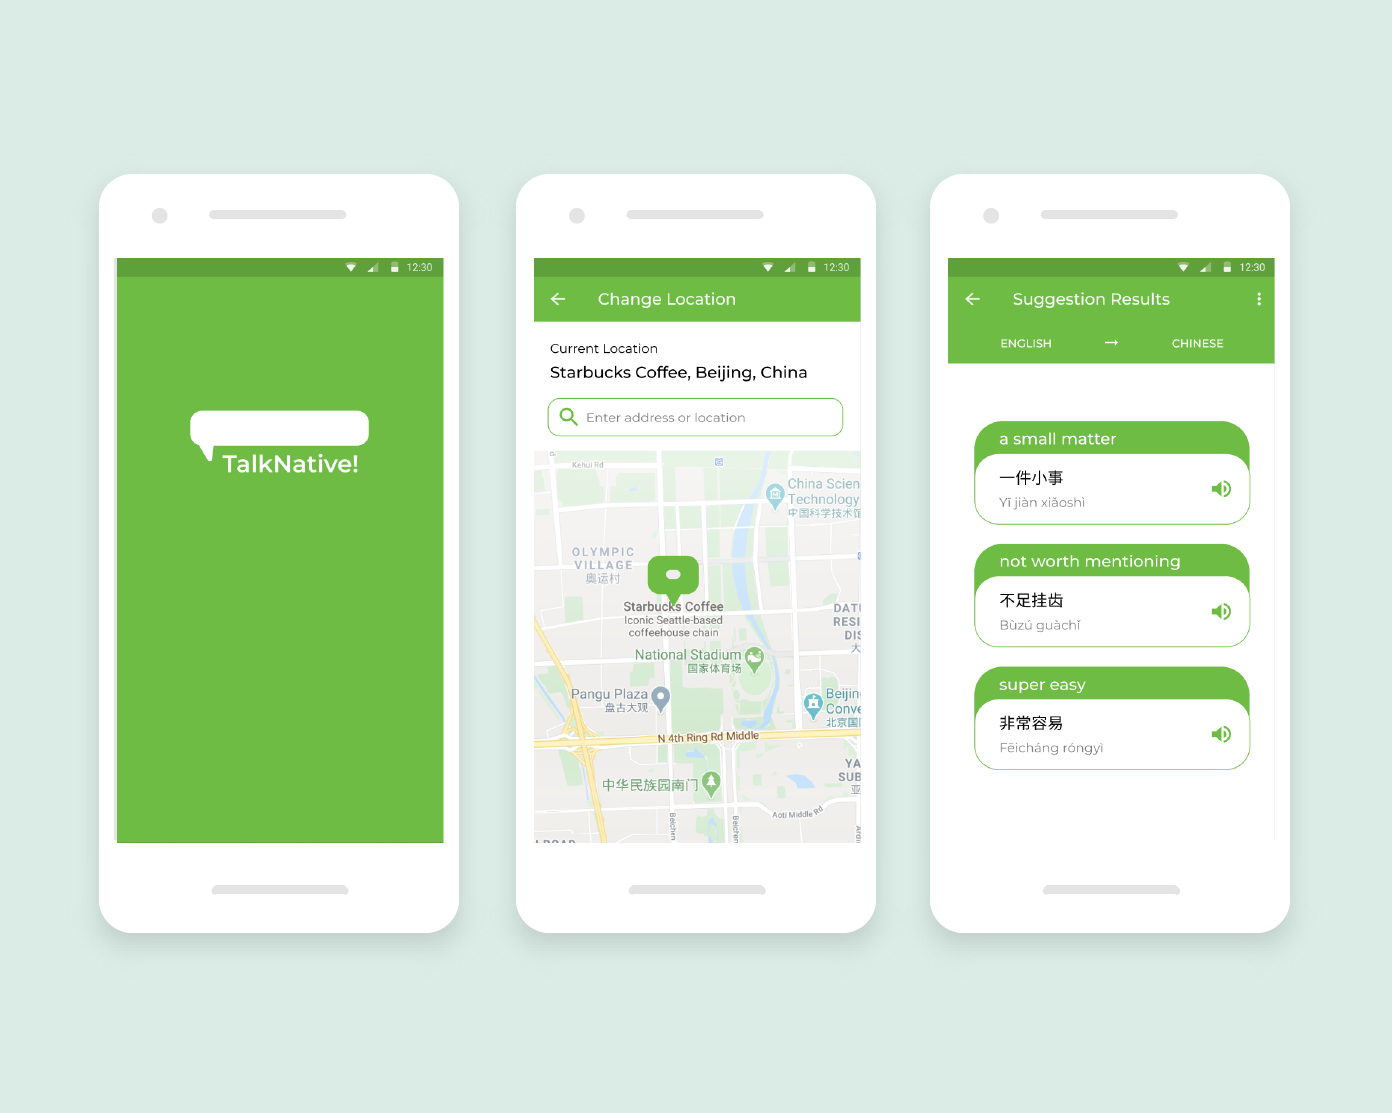 12:30
TalkNative!
12:30
Change Location
Current Location
Starbucks Coffee, Beijing, China
Enter address or location
Kehui Rd
China Scien
Technology
中国科学技术馆
OLYMPIC
VILLAGE
奥运村
Starbucks Coffee
Iconic Seattle-based
coffeehouse chain
DATU
RESI
DIS
大
National Stadium
国家体育场
Pangu Plaza
盘古大观
Beijing
Conve
北京国
N 4th Ring Rd Middle
YA
SUB
亚
中华民族园南门
Aoti Middle Rd
Beichen
Beichen
12:30
Suggestion Results
ENGLISH → CHINESE
a small matter
一件小事
Yī jiàn xiǎoshì
not worth mentioning
不足挂齿
Bùzú guàchǐ
super easy
非常容易
Fēicháng róngyì